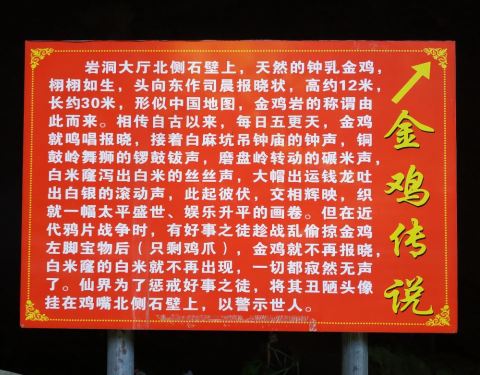 岩洞大厅北侧石壁上，天然的钟乳金鸡，
栩栩如生，头向东作司晨报晓状，高约12米，
长约30米，形似中国地图，金鸡岩的称谓由
此而来。相传自古以来，每日五更天，金鸡
就鸣唱报晓，接着白麻坑吊钟庙的钟声，铜
鼓岭舞狮的锣鼓钹声，磨盘岭转动的碾米声，
白米窿泻出白米的丝丝声，大帽出运钱龙吐
出白银的滚动声，此起彼伏，交相辉映，织
就一幅太平盛世、娱乐升平的画卷。但在近
代鸦片战争时，有好事之徒趁战乱偷掠金鸡
左脚宝物后（只剩鸡爪），金鸡就不再报晓，
白米窿的白米就不再出现，一切都寂然无声
了。仙界为了惩戒好事之徒，将其丑陋头像
挂在鸡嘴北侧石壁上，以警示世人。
金鸡传说